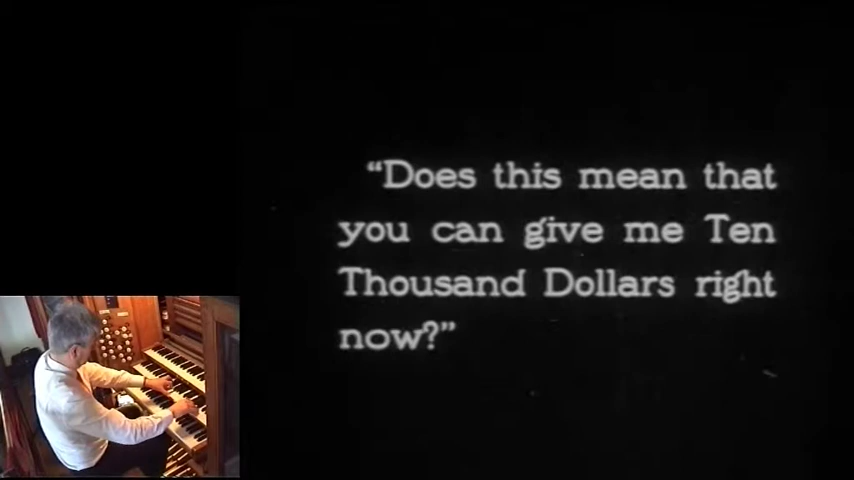 “Does this mean that
you can give me Ten
Thousand Dollars right
now?”